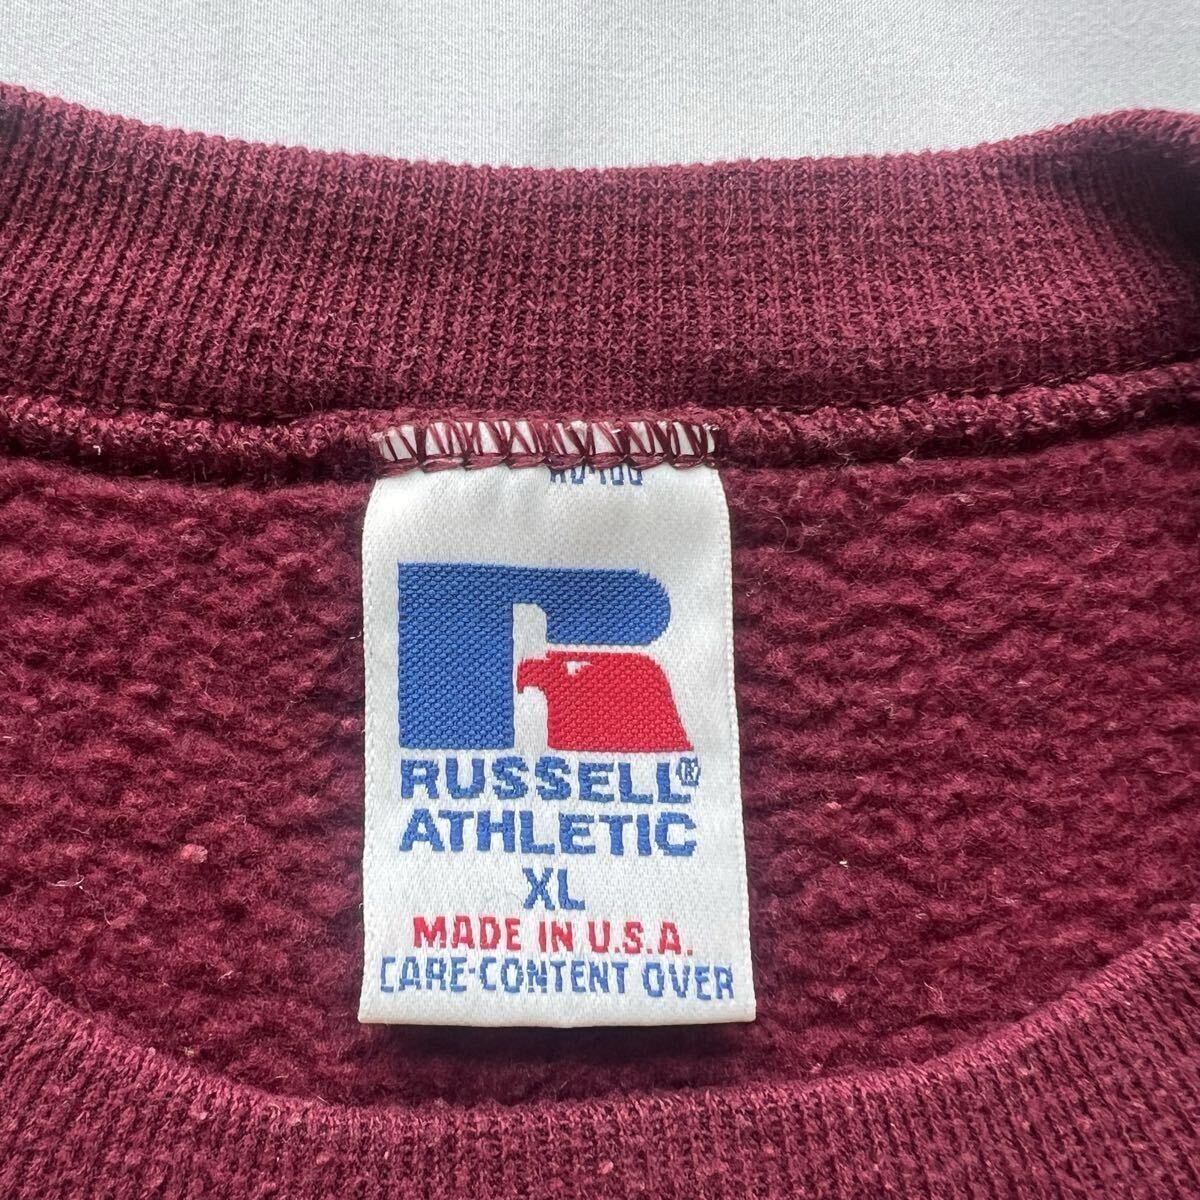 RUSSELL®
ATHLETIC
XL
MADE IN U.S.A.
CARE-CONTENT OVER